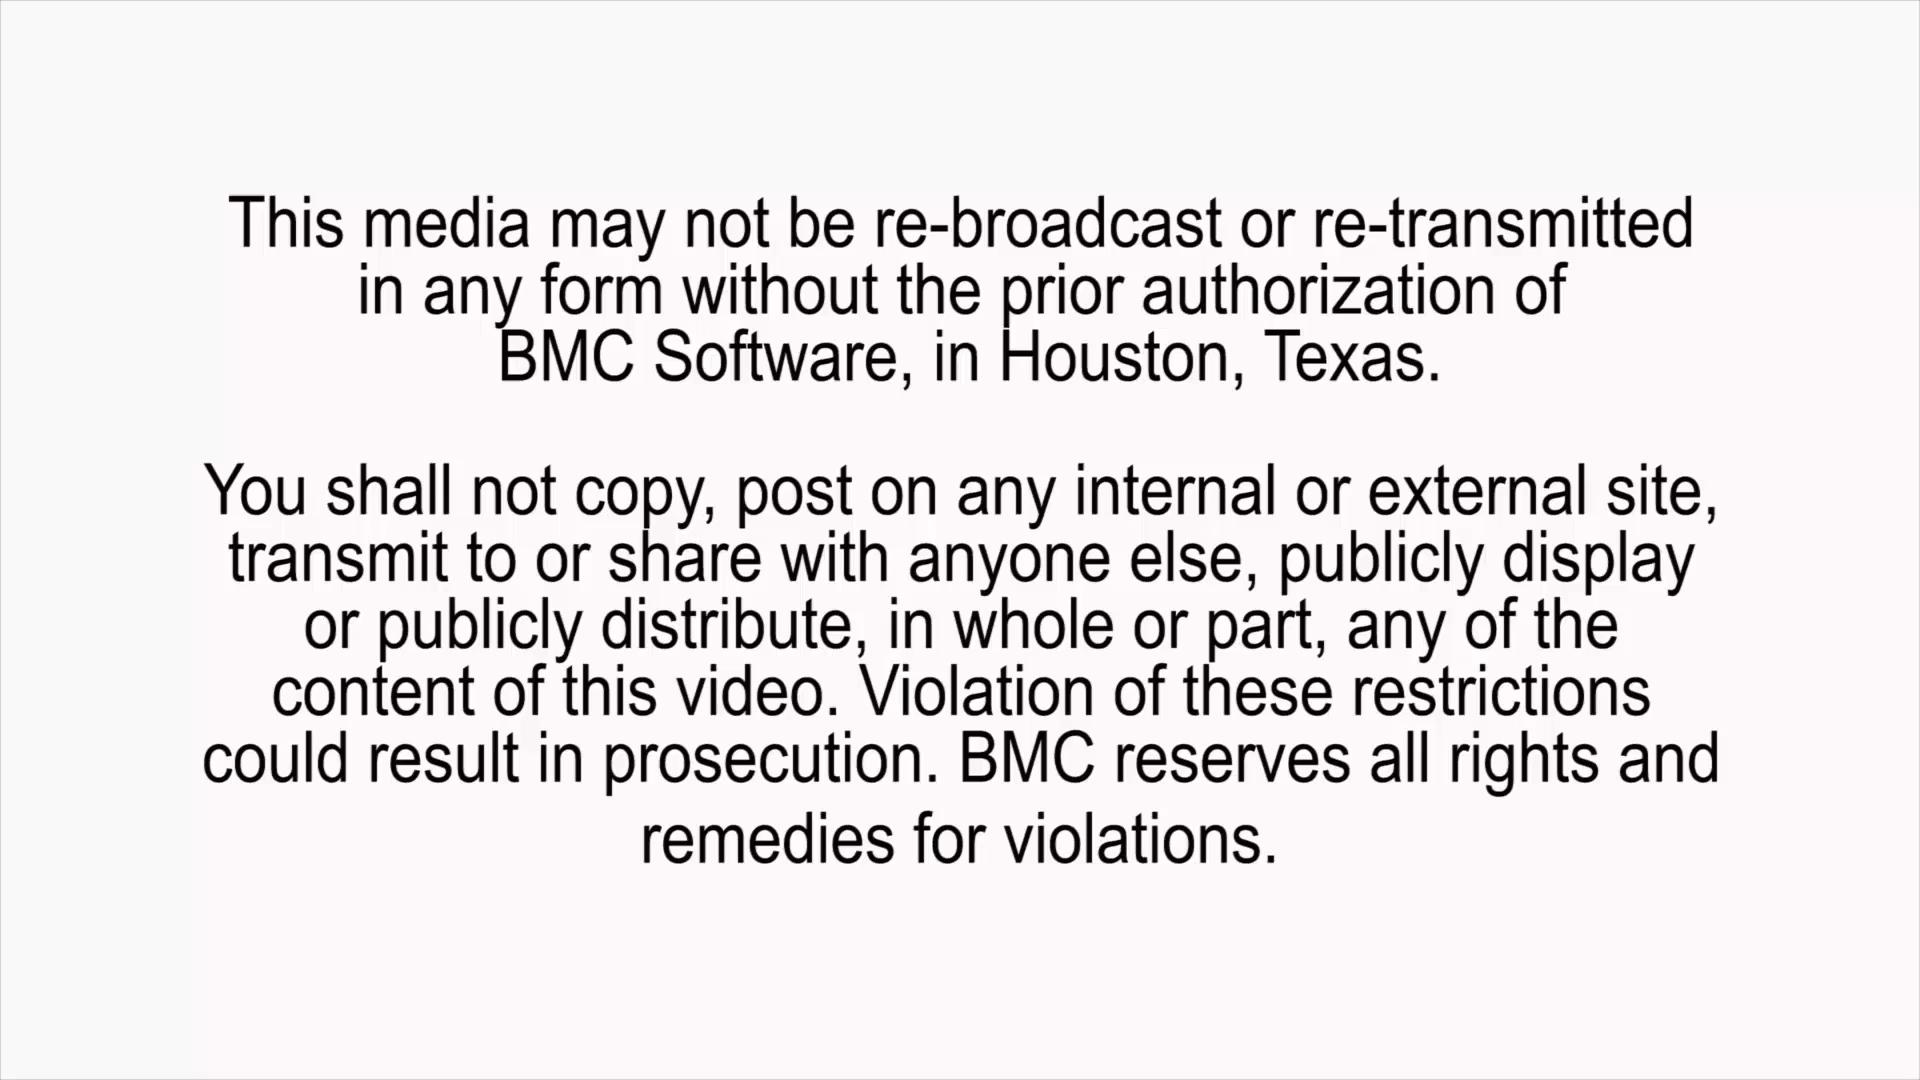 This media may not be re-broadcast or re-transmitted
in any form without the prior authorization of
BMC Software, in Houston, Texas.
You shall not copy, post on any internal or external site,
transmit to or share with anyone else, publicly display
or publicly distribute, in whole or part, any of the
content of this video. Violation of these restrictions
could result in prosecution. BMC reserves all rights and
remedies for violations.